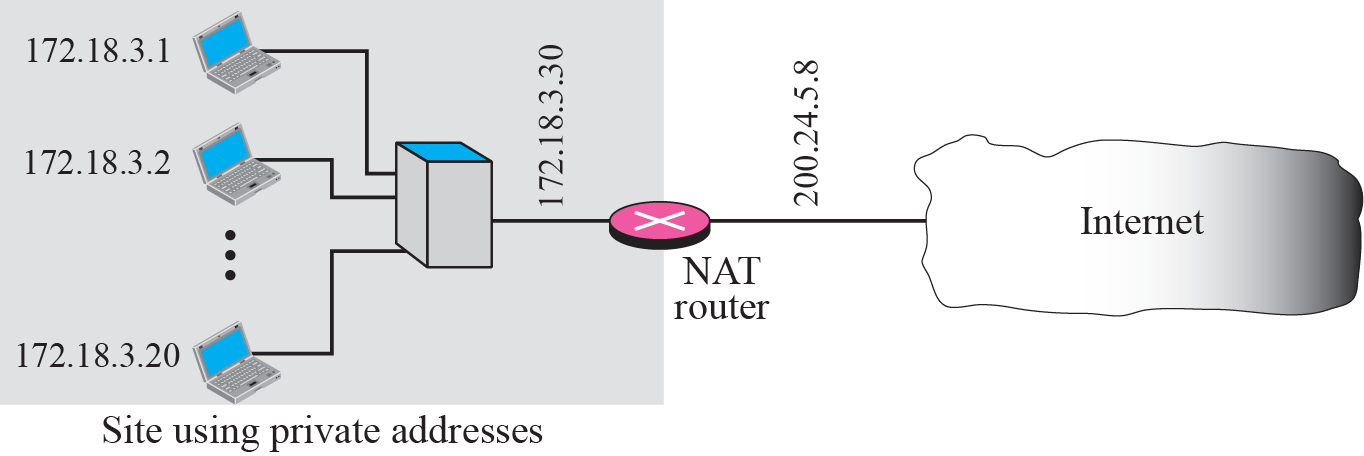 172.18.3.1
172.18.3.2
172.18.3.20
172.18.3.30
200.24.5.8
NAT
router
Internet
Site using private addresses